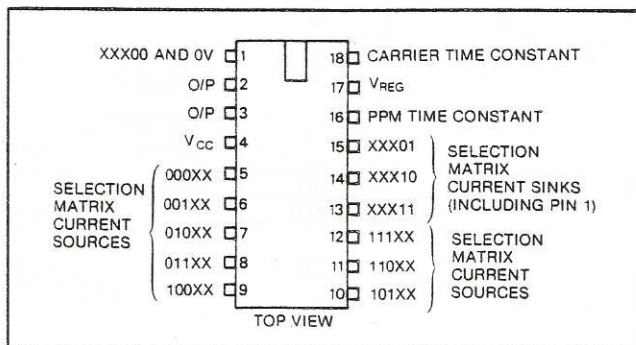 XXX00 AND 0V 1 18 CARRIER TIME CONSTANT
O/P 2 17 VREG
O/P 3 16 PPM TIME CONSTANT
VCC 4 15 XXX01
000XX 5 14 XXX10
001XX 6 13 XXX11
010XX 7 12 111XX
011XX 8 11 110XX
100XX 9 10 101XX
SELECTION
MATRIX
CURRENT
SOURCES
SELECTION
MATRIX
CURRENT SINKS
(INCLUDING PIN 1)
SELECTION
MATRIX
CURRENT
SOURCES
TOP VIEW